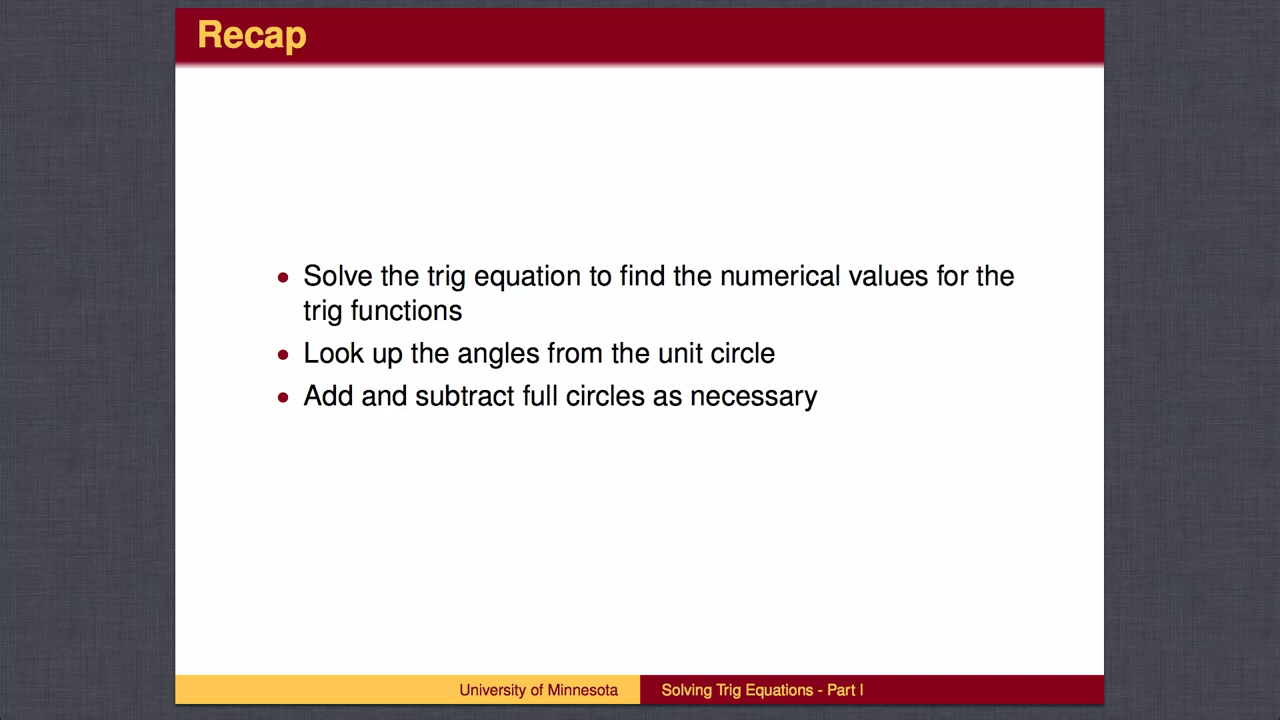 Recap
• Solve the trig equation to find the numerical values for the
trig functions
• Look up the angles from the unit circle
• Add and subtract full circles as necessary
University of Minnesota
Solving Trig Equations - Part I